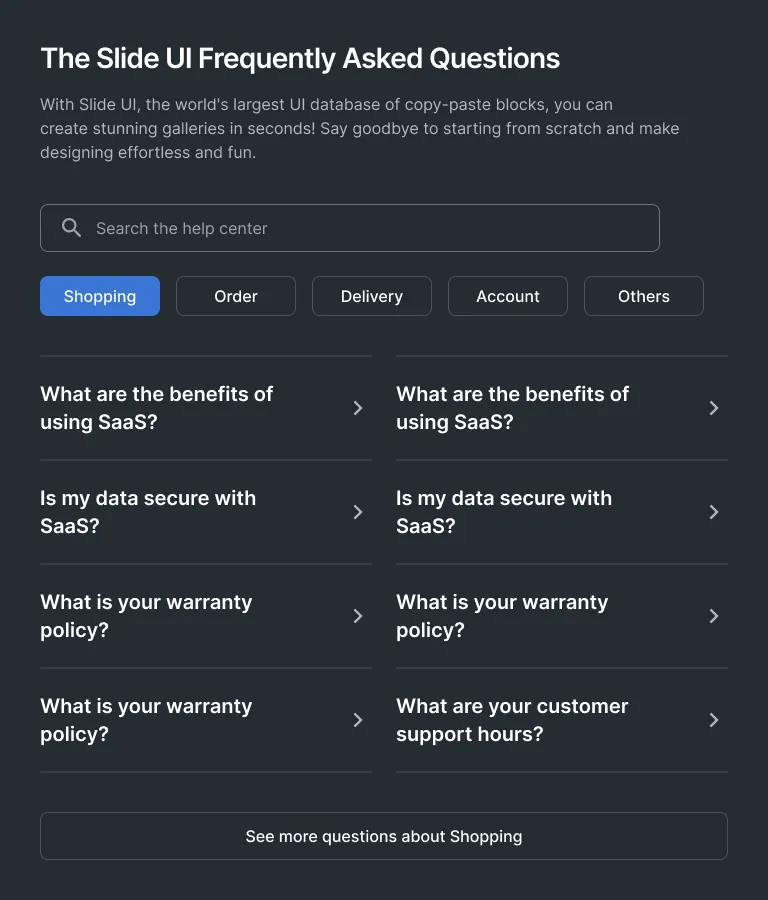 The Slide UI Frequently Asked Questions
With Slide UI, the world's largest UI database of copy-paste blocks, you can
create stunning galleries in seconds! Say goodbye to starting from scratch and make
designing effortless and fun.
Search the help center
Shopping
Order
Delivery
Account
Others
What are the benefits of
using SaaS?
What are the benefits of
using SaaS?
Is my data secure with
SaaS?
Is my data secure with
SaaS?
What is your warranty
policy?
What is your warranty
policy?
What is your warranty
policy?
What are your customer
support hours?
See more questions about Shopping